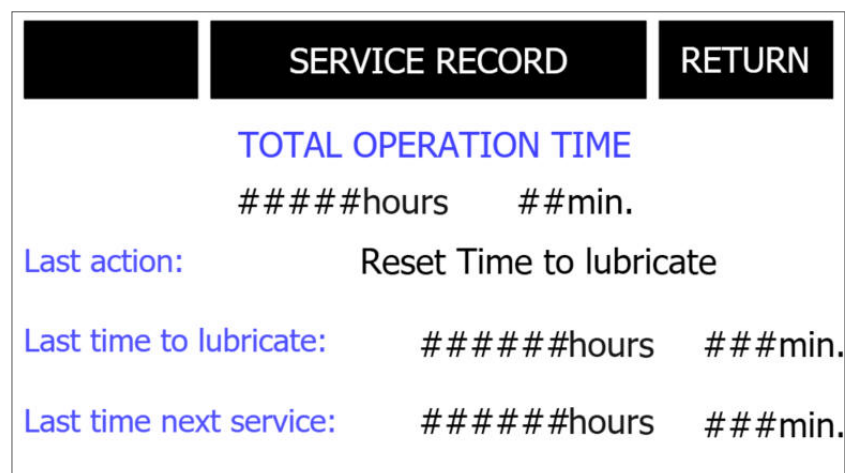 SERVICE RECORD RETURN
TOTAL OPERATION TIME
#####hours ##min.
Last action: Reset Time to lubricate
Last time to lubricate: ######hours ###min.
Last time next service: ######hours ###min.